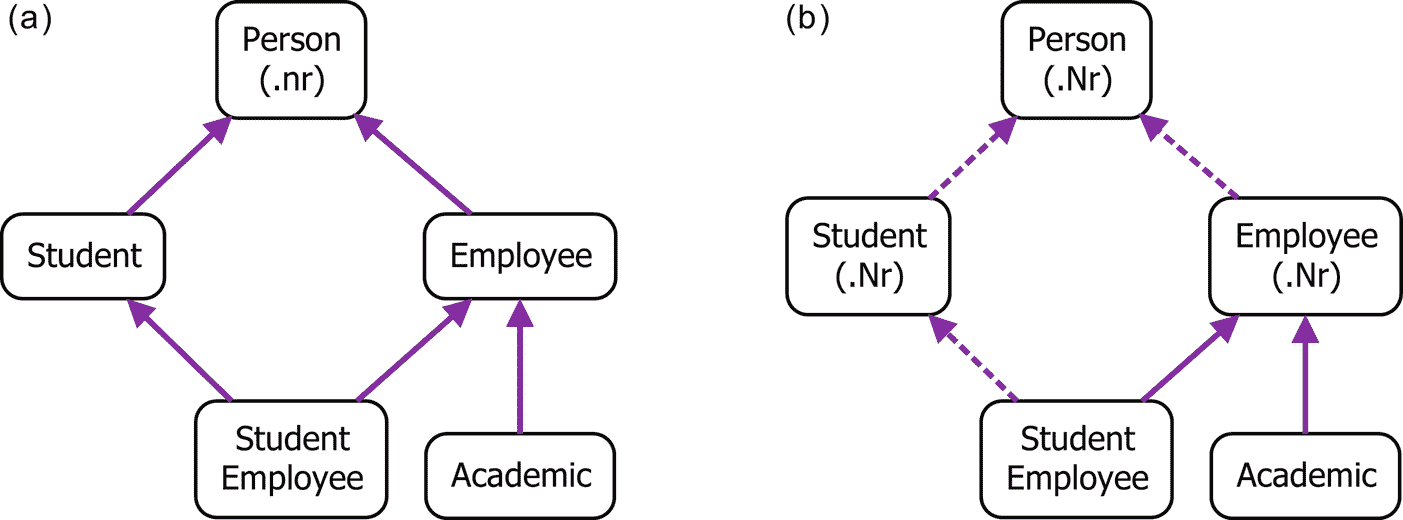 (a)
Person
(.nr)
Student
Employee
Student
Employee
Academic
(b)
Person
(.Nr)
Student
(.Nr)
Employee
(.Nr)
Student
Employee
Academic